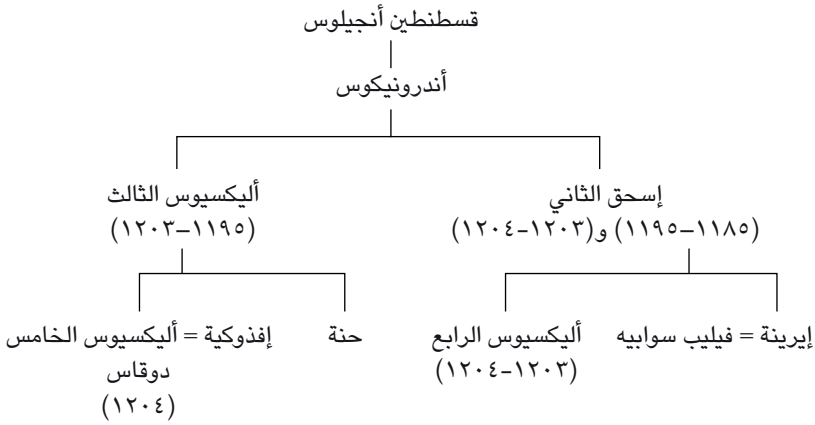 قسطنطين أنجيلوس
أندرونيكوس
إسحق الثاني
(١١٨٥–١١٩٥) و(١٢٠٣–١٢٠٤)
أليكسيوس الثالث
(١١٩٥–١٢٠٣)
إيرينة = فيليب سوابيه
أليكسيوس الرابع
(١٢٠٣–١٢٠٤)
حنة
إفذوكية = أليكسيوس الخامس
دوقاس
(١٢٠٤)